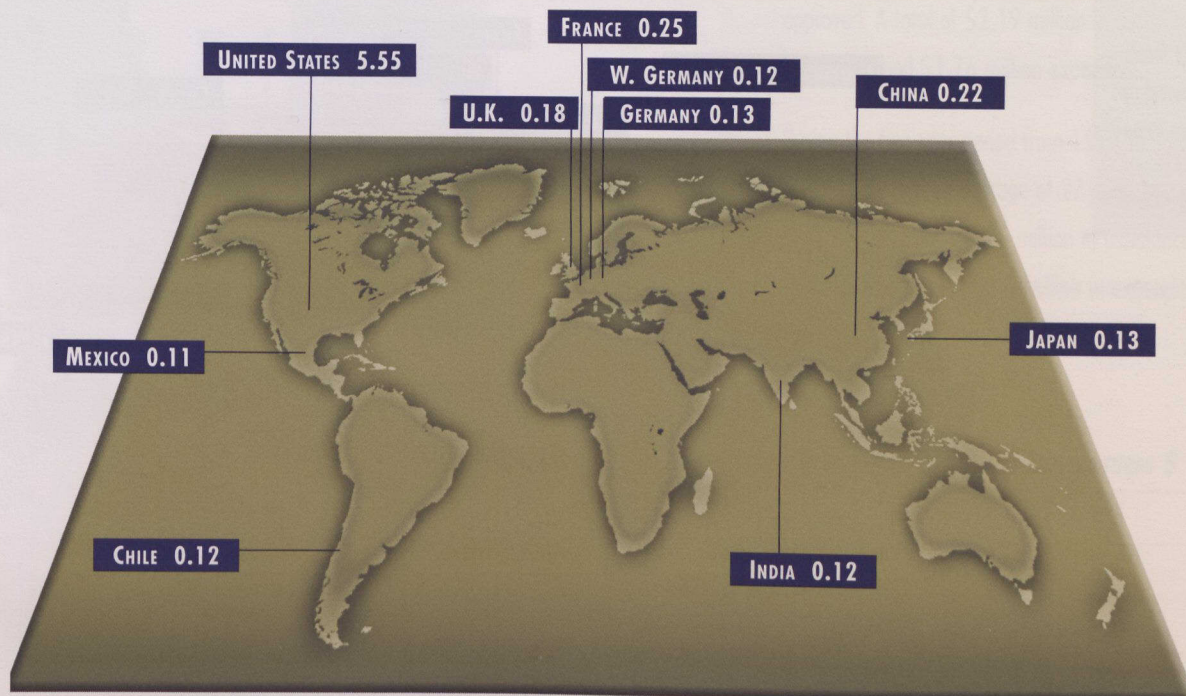 FRANCE 0.25
UNITED STATES 5.55
W. GERMANY 0.12
CHINA 0.22
U.K. 0.18
GERMANY 0.13
MEXICO 0.11
JAPAN 0.13
CHILE 0.12
INDIA 0.12